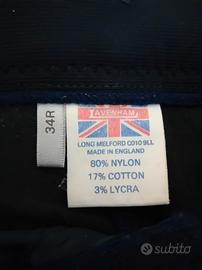 34R
LAVENHAM
LONG MELFORD CO10 9LL
MADE IN ENGLAND
80% NYLON
17% COTTON
3% LYCRA
subito